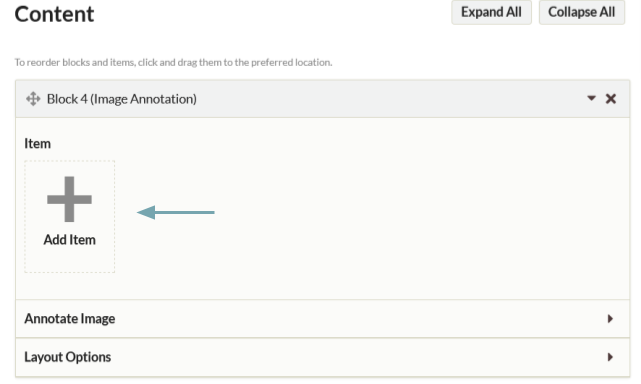 Content
Expand All
Collapse All
To reorder blocks and items, click and drag them to the preferred location.
Block 4 (Image Annotation)
Item
Add Item
Annotate Image
Layout Options